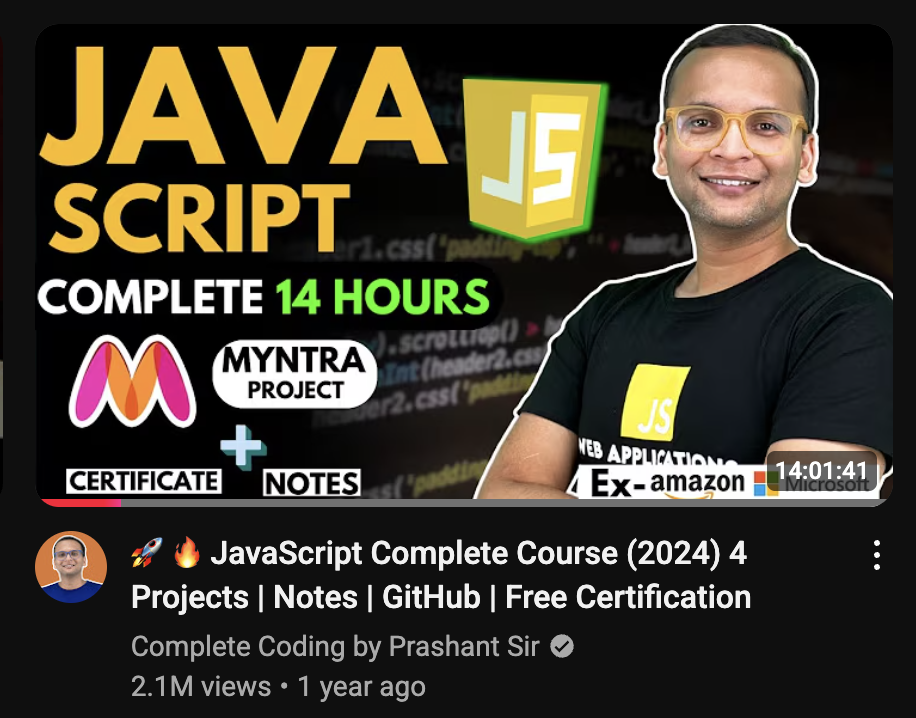 JAVA
JS
SCRIPT
COMPLETE 14 HOURS
MYNTRA
PROJECT
CERTIFICATE
NOTES
JS
WEB APPLICATIONS
Ex-amazon Microsoft
14:01:41
🚀 🔥 JavaScript Complete Course (2024) 4
Projects | Notes | GitHub | Free Certification
Complete Coding by Prashant Sir
2.1M views • 1 year ago